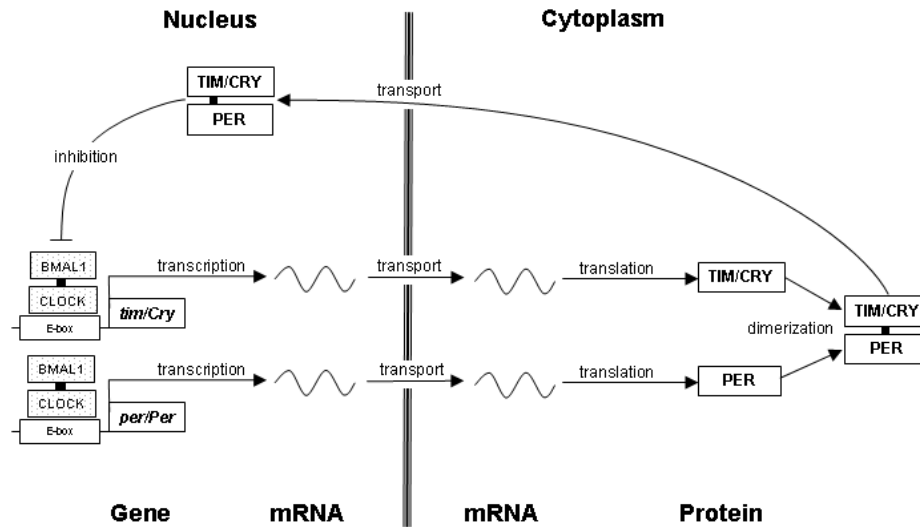 Nucleus
Cytoplasm
TIM/CRY
PER
transport
inhibition
BMAL1
CLOCK
E-box
tim/Cry
transcription
transport
translation
TIM/CRY
TIM/CRY
PER
dimerization
BMAL1
CLOCK
E-box
per/Per
transcription
transport
translation
PER
Gene
mRNA
mRNA
Protein